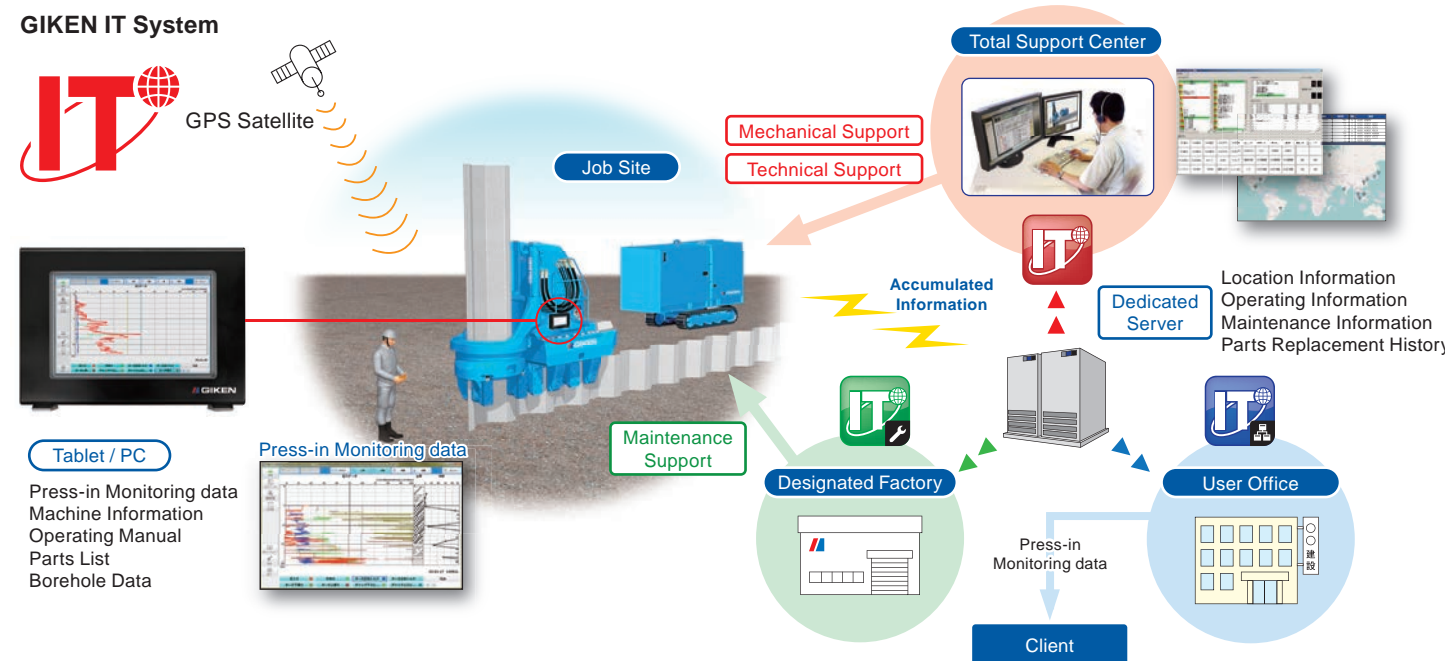 GIKEN IT System
IT
GPS Satellite
Job Site
Total Support Center
Mechanical Support
Technical Support
IT
Accumulated
Information
Dedicated
Server
Location Information
Operating Information
Maintenance Information
Parts Replacement History
GIKEN
Tablet / PC
Press-in Monitoring data
Machine Information
Operating Manual
Parts List
Borehole Data
Press-in Monitoring data
Maintenance
Support
IT
Designated Factory
IT
User Office
建設
Press-in
Monitoring data
Client